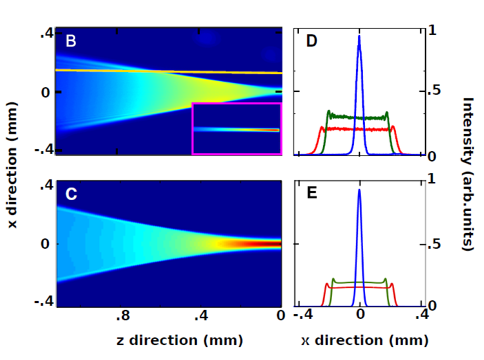 B
D
C
E
.4
0
-.4
.4
0
-.4
.8
.4
0
1
.5
0
1
.5
0
-.4
0
.4
x direction (mm)
z direction (mm)
x direction (mm)
Intensity (arb.units)